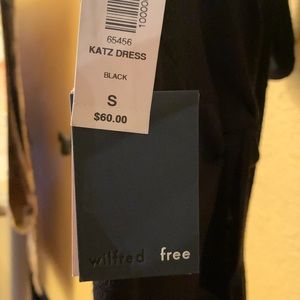 65456
KATZ DRESS
BLACK
S
$60.00
wilfred free